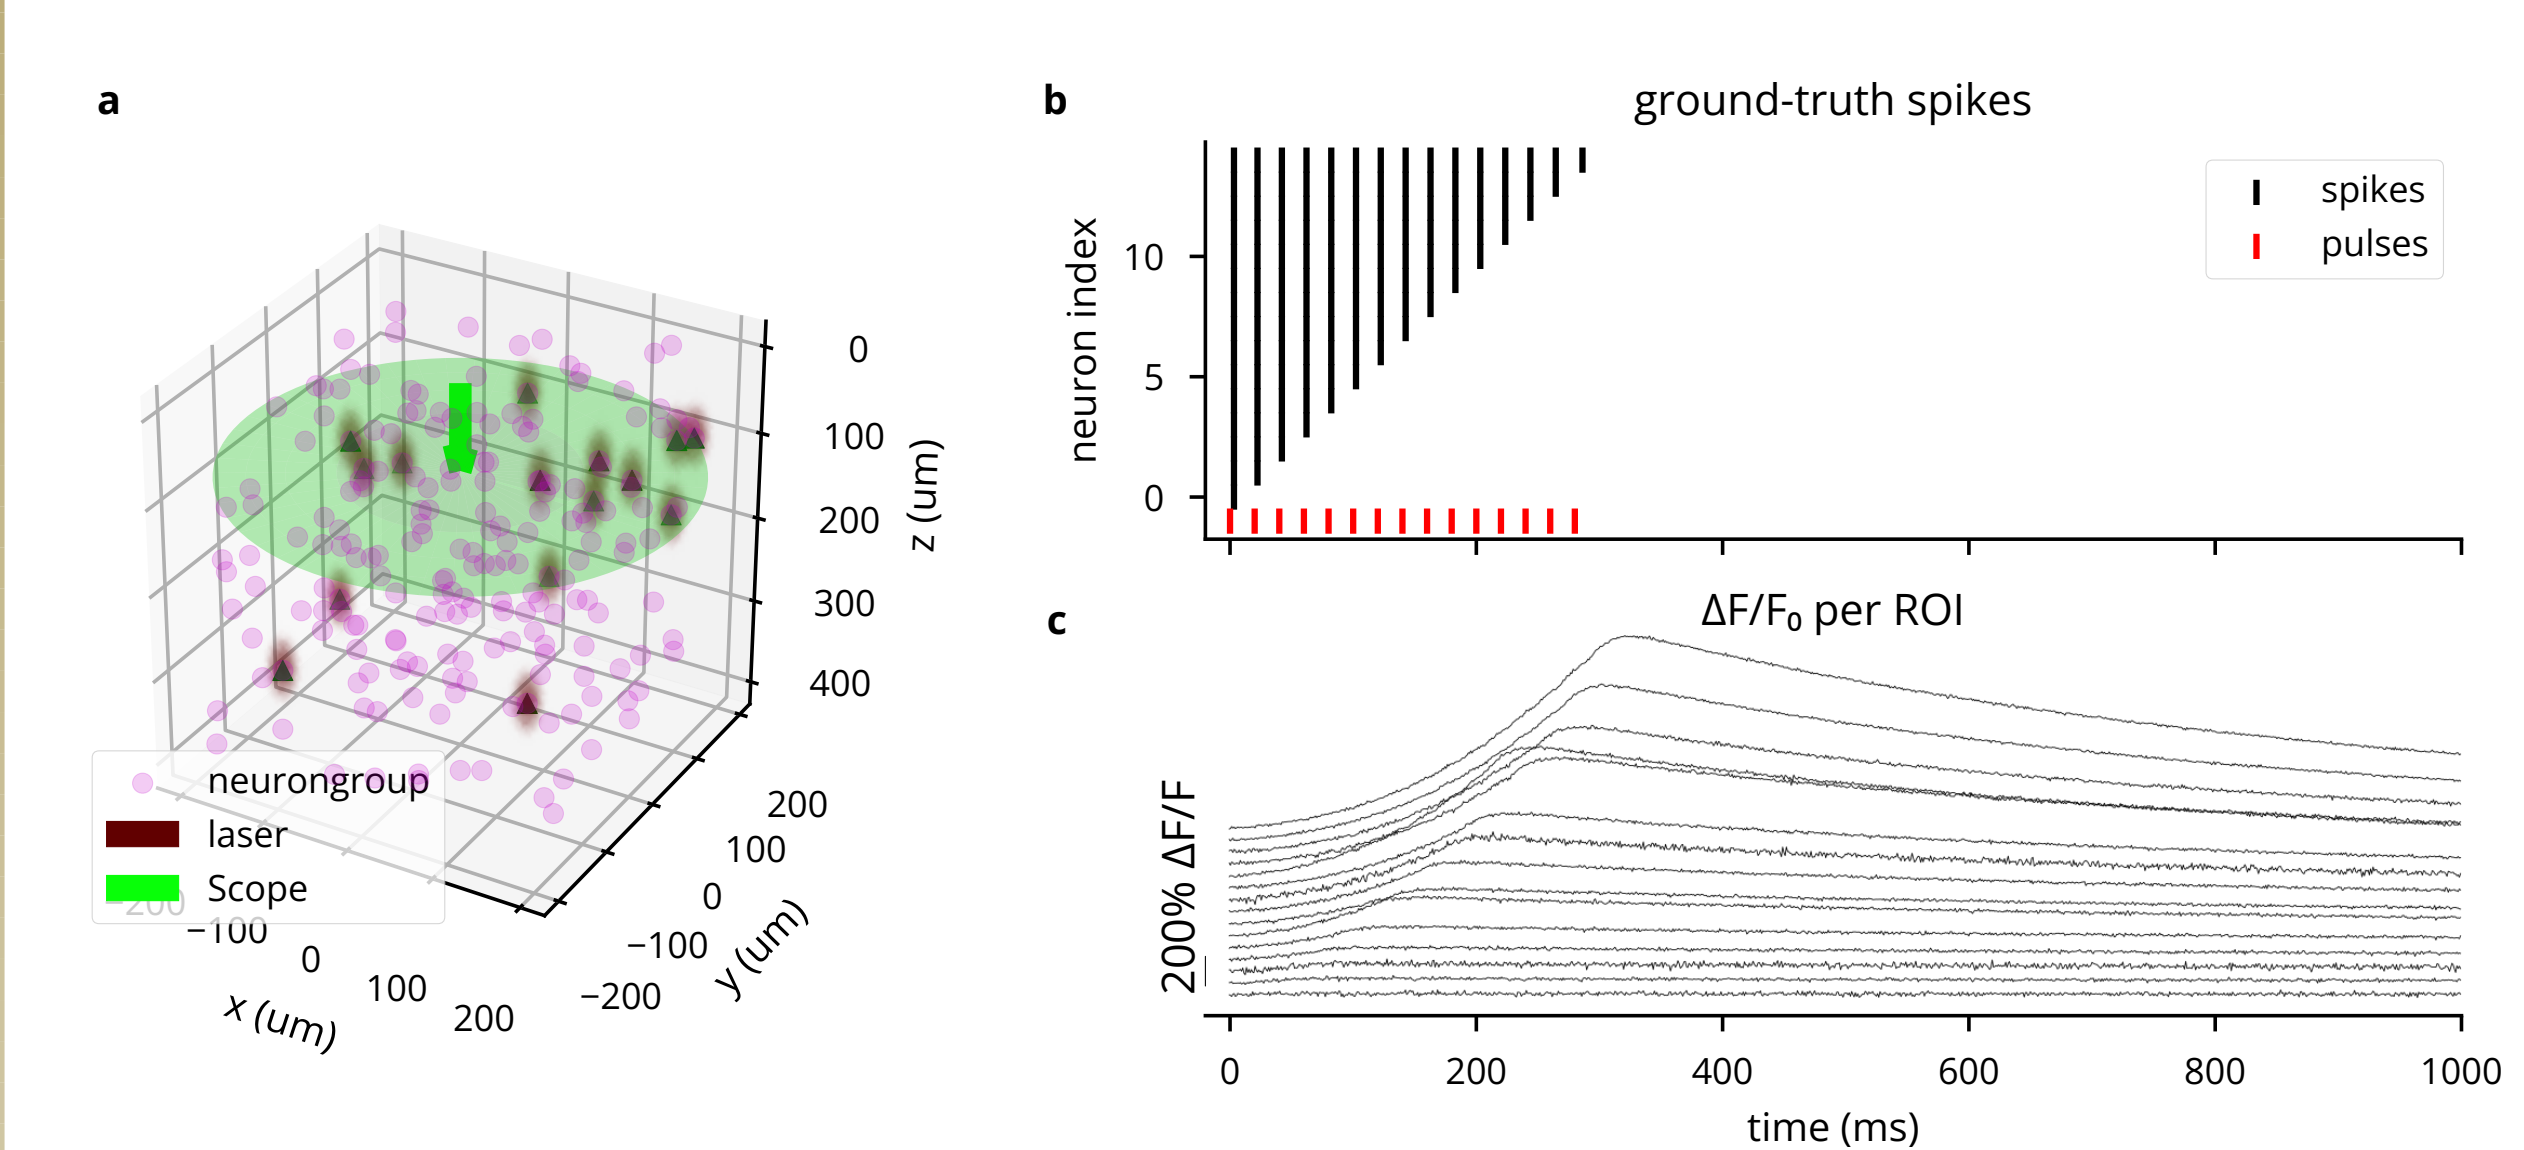 a
0
100
200
300
400
z (um)
neurongroup
laser
Scope
−200
−100
0
100
200
x (um)
200
100
0
−100
−200
y (um)
b
ground-truth spikes
spikes
pulses
10
5
0
neuron index
c
ΔF/F₀ per ROI
200% ΔF/F
0
200
400
600
800
1000
time (ms)